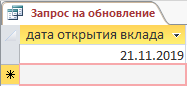 Запрос на обновление
дата открытия вклада
21.11.2019